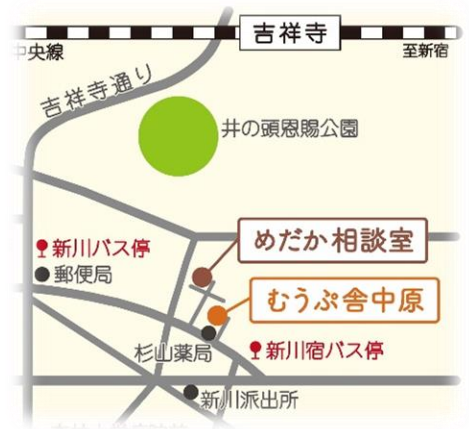 吉祥寺
中央線
至新宿
吉祥寺通り
井の頭恩賜公園
めだか相談室
新川バス停
郵便局
むうぷ舎中原
杉山薬局
新川宿バス停
新川派出所